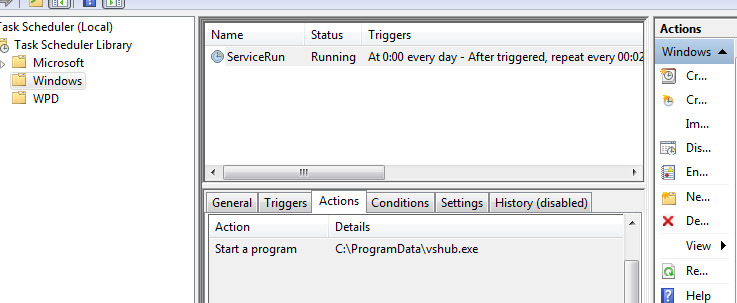 Task Scheduler (Local)
Task Scheduler Library
Microsoft
Windows
WPD
Name Status Triggers
ServiceRun Running At 0:00 every day - After triggered, repeat every 00:02
General Triggers Actions Conditions Settings History (disabled)
Action Details
Start a program C:\ProgramData\vshub.exe
Actions
Windows
Cr...
Cr...
Im...
Dis...
En...
Ne...
De...
View
Re...
Help